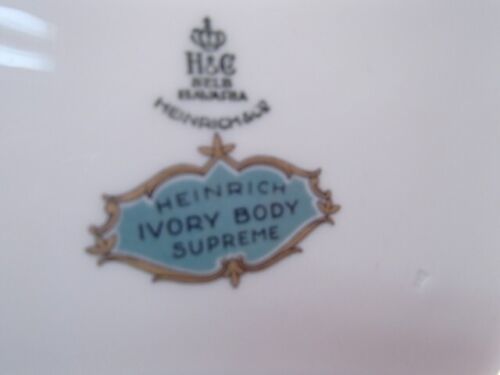 H&C
SELB
BAVARIA
HEINRICH & Co
HEINRICH
IVORY BODY
SUPREME